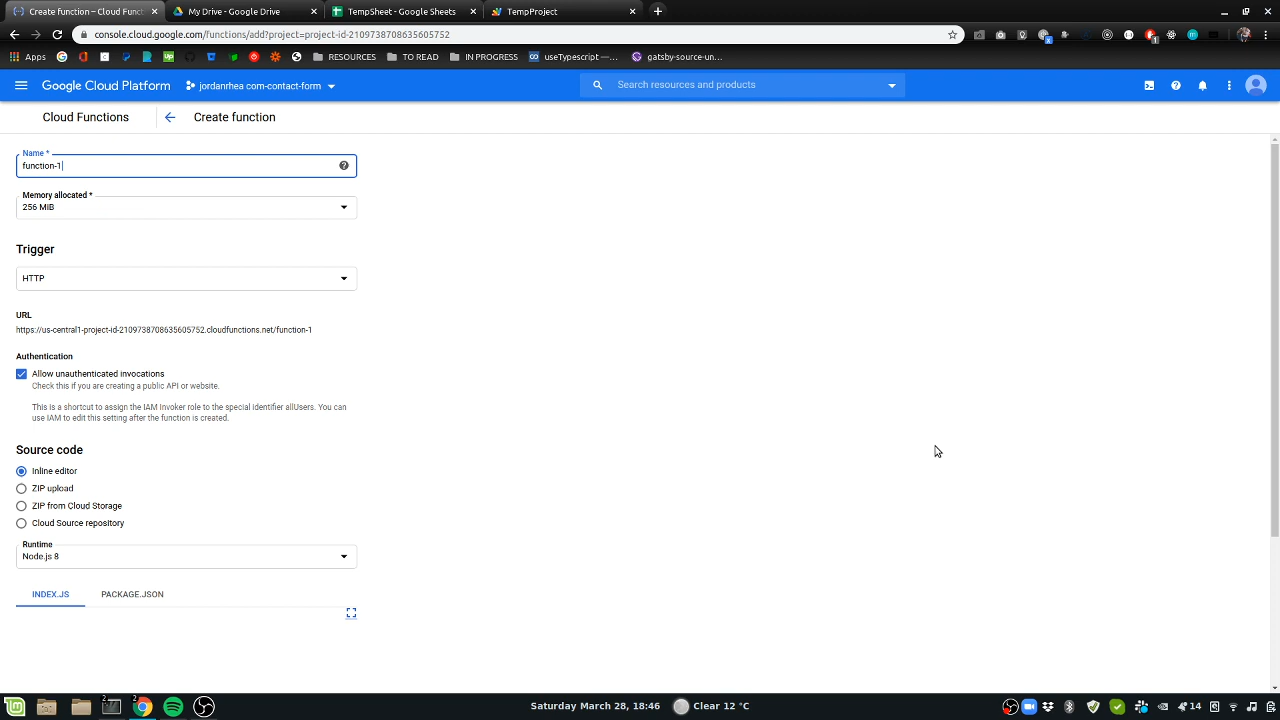 Create function – Cloud Funct
My Drive - Google Drive
TempSheet - Google Sheets
TempProject
console.cloud.google.com/functions/add?project=project-id-2109738708635605752
Apps
RESOURCES
TO READ
IN PROGRESS
useTypescript —...
gatsby-source-un...
Google Cloud Platform
jordanrhea com-contact-form
Search resources and products
Cloud Functions
Create function
Name *
function-1
Memory allocated *
256 MiB
Trigger
HTTP
URL
https://us-central1-project-id-2109738708635605752.cloudfunctions.net/function-1
Authentication
Allow unauthenticated invocations
Check this if you are creating a public API or website.
This is a shortcut to assign the IAM Invoker role to the special identifier allUsers. You can
use IAM to edit this setting after the function is created.
Source code
Inline editor
ZIP upload
ZIP from Cloud Storage
Cloud Source repository
Runtime
Node.js 8
INDEX.JS
PACKAGE.JSON
Saturday March 28, 18:46
Clear 12 °C
14